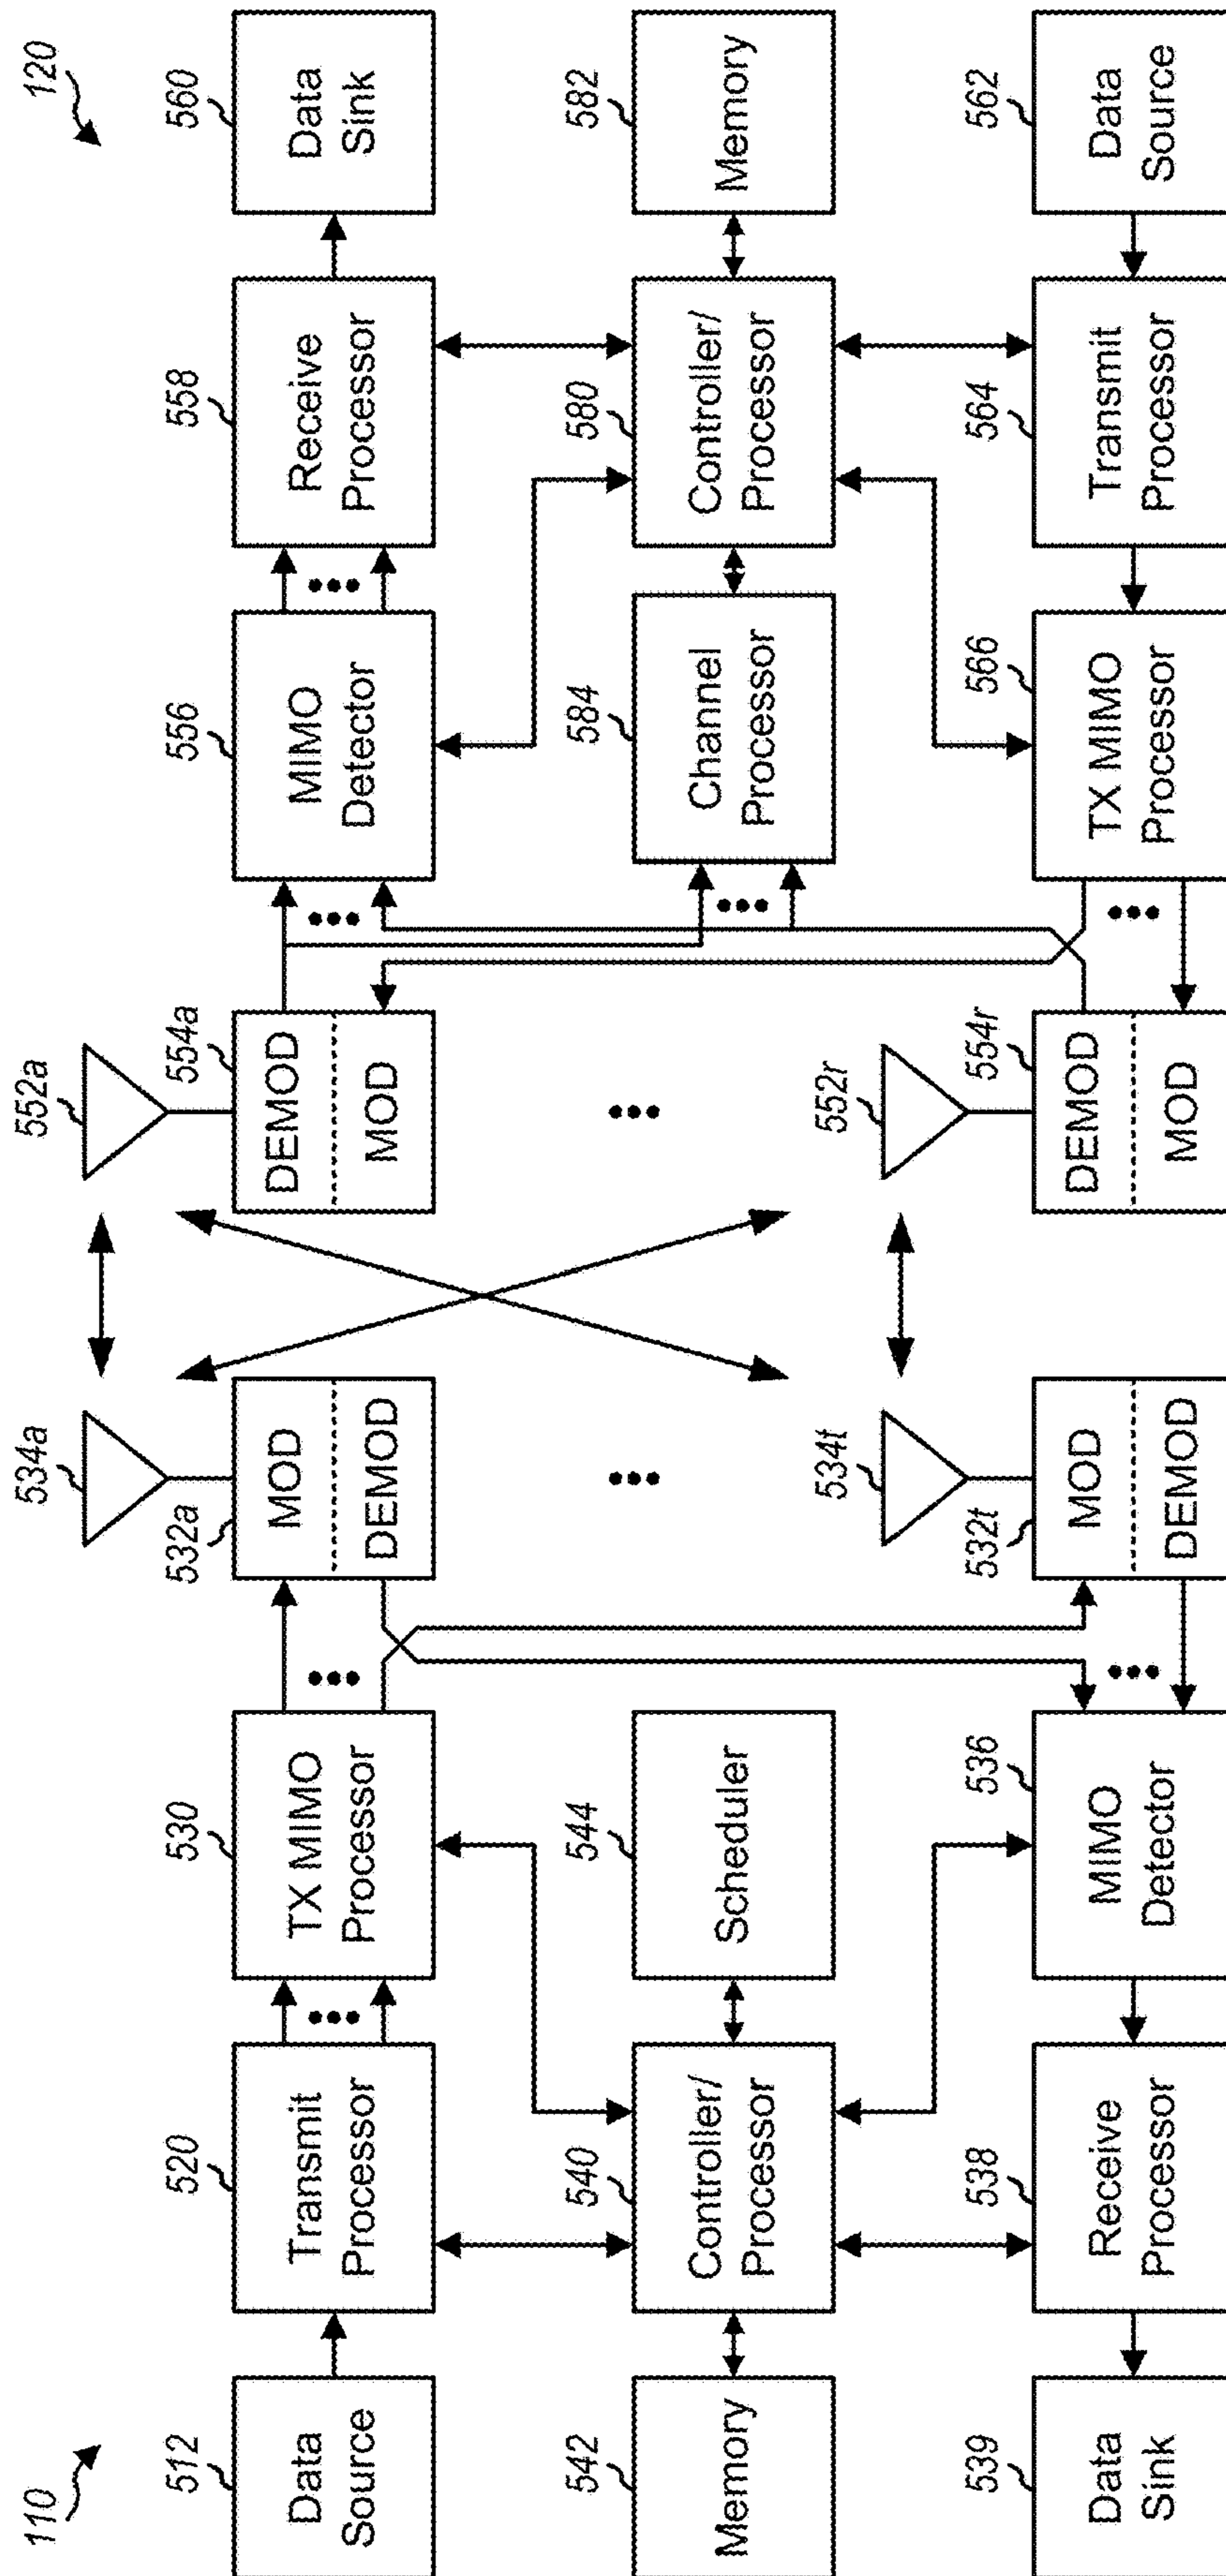 110
120
512
Data
Source
520
Transmit
Processor
530
TX MIMO
Processor
534a
532a
MOD
DEMOD
552a
554a
DEMOD
MOD
556
MIMO
Detector
558
Receive
Processor
560
Data
Sink
542
Memory
540
Controller/
Processor
544
Scheduler
584
Channel
Processor
580
Controller/
Processor
582
Memory
539
Data
Sink
538
Receive
Processor
536
MIMO
Detector
534t
532t
MOD
DEMOD
552r
554r
DEMOD
MOD
566
TX MIMO
Processor
564
Transmit
Processor
562
Data
Source